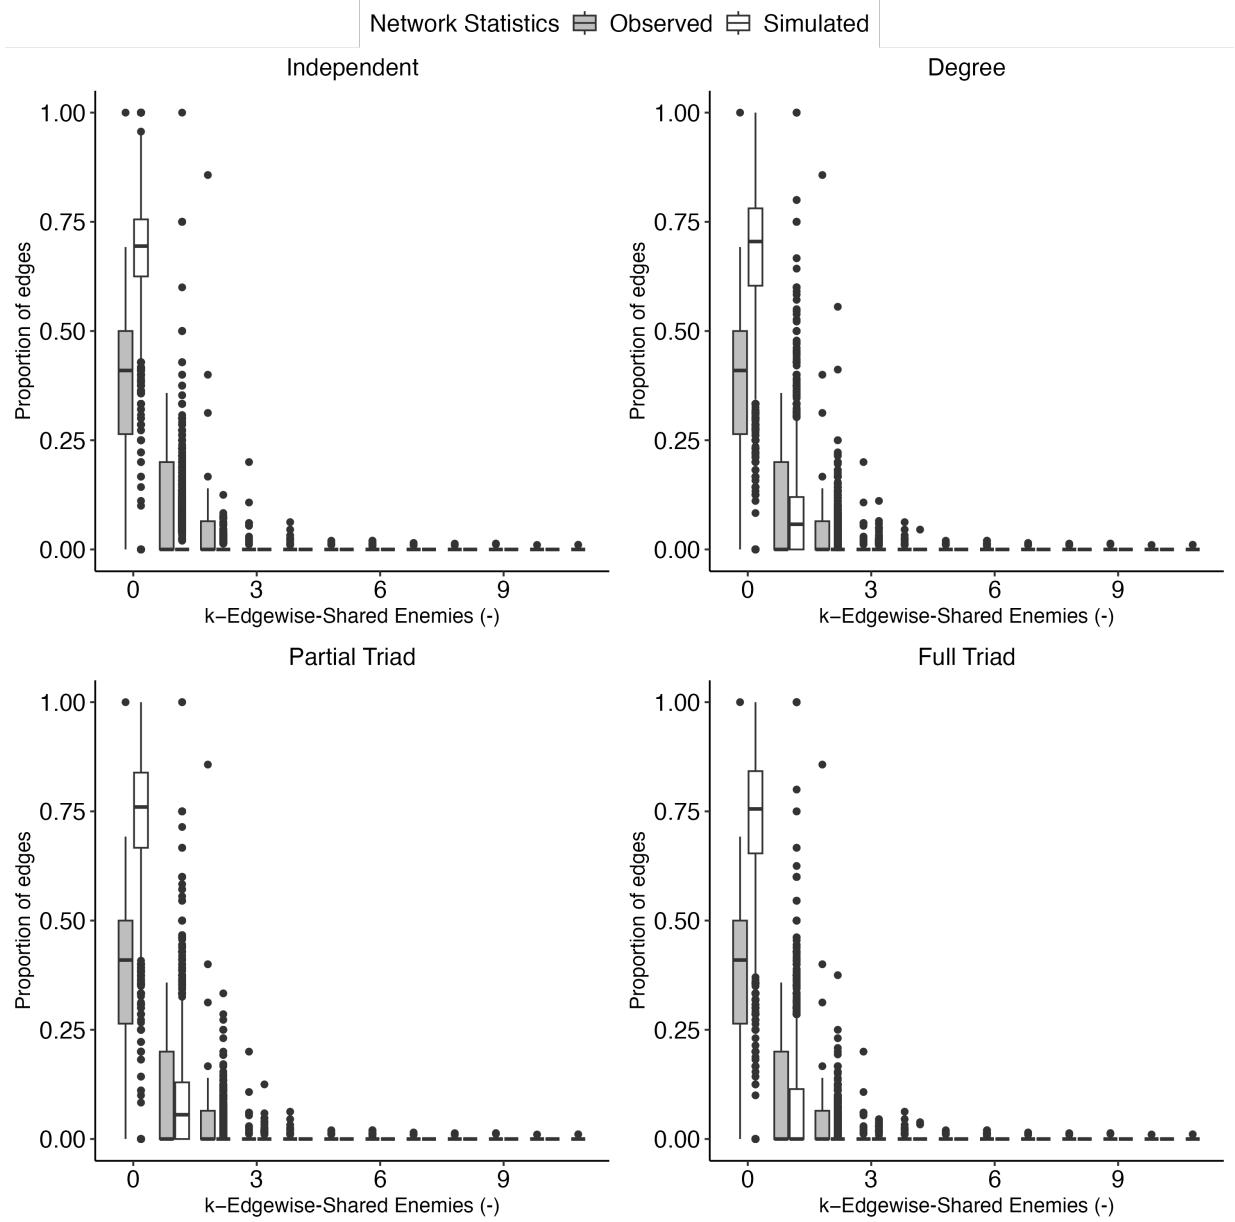 Network Statistics Observed Simulated
Independent
Degree
1.00
0.75
0.50
0.25
0.00
Proportion of edges
0 3 6 9
k−Edgewise-Shared Enemies (-)
1.00
0.75
0.50
0.25
0.00
Proportion of edges
0 3 6 9
k−Edgewise-Shared Enemies (-)
Partial Triad
Full Triad
1.00
0.75
0.50
0.25
0.00
Proportion of edges
0 3 6 9
k−Edgewise-Shared Enemies (-)
1.00
0.75
0.50
0.25
0.00
Proportion of edges
0 3 6 9
k−Edgewise-Shared Enemies (-)